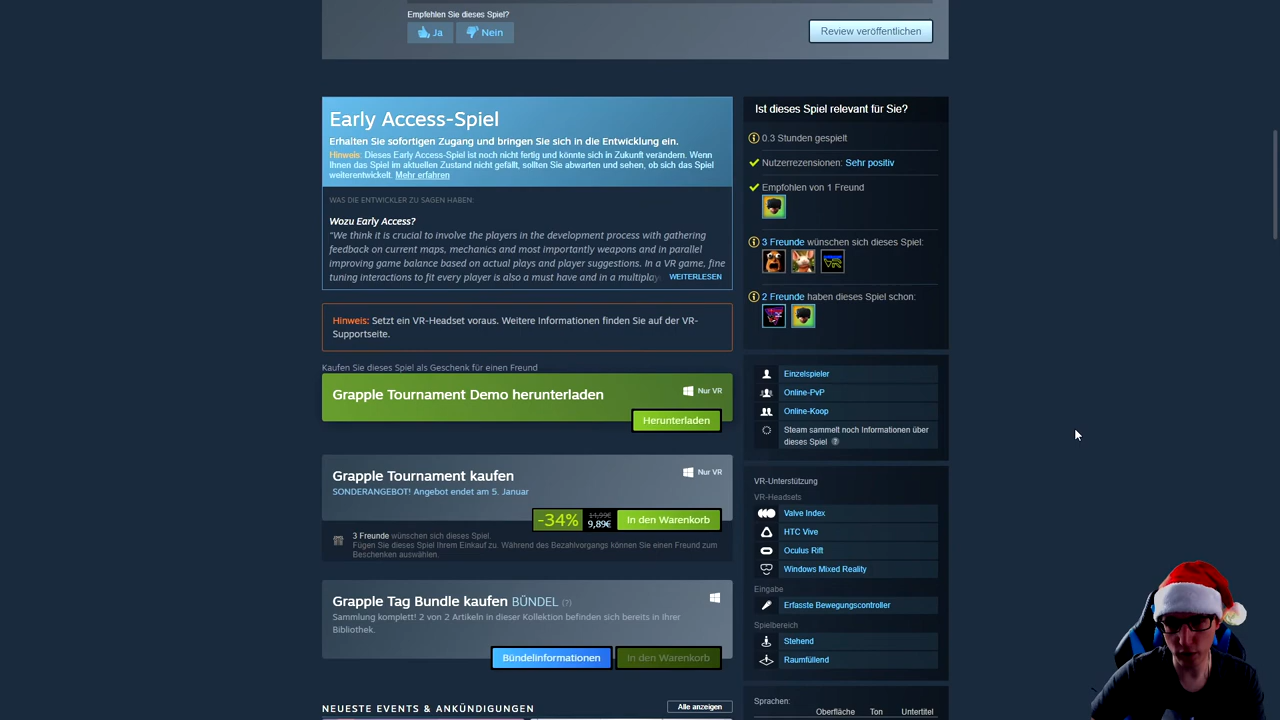 Empfehlen Sie dieses Spiel?
Ja
Nein
Review veröffentlichen
Early Access-Spiel
Erhalten Sie sofortigen Zugang und bringen Sie sich in die Entwicklung ein.
Hinweis: Dieses Early Access-Spiel ist noch nicht fertig und könnte sich in Zukunft verändern. Wenn
Ihnen das Spiel im aktuellen Zustand nicht gefällt, sollten Sie abwarten und sehen, ob sich das Spiel
weiterentwickelt. Mehr erfahren
WAS DIE ENTWICKLER ZU SAGEN HABEN:
Wozu Early Access?
"We think it is crucial to involve the players in the development process with gathering
feedback on current maps, mechanics and most importantly weapons and in parallel
improving game balance based on actual plays and player suggestions. In a VR game, fine
tuning interactions to fit every player is also a must have and in a multiplay
WEITERLESEN
Hinweis: Setzt ein VR-Headset voraus. Weitere Informationen finden Sie auf der VR-
Supportseite.
Kaufen Sie dieses Spiel als Geschenk für einen Freund
Grapple Tournament Demo herunterladen
Nur VR
Herunterladen
Grapple Tournament kaufen
Nur VR
SONDERANGEBOT! Angebot endet am 5. Januar
-34%
14,99€
9,89€
In den Warenkorb
3 Freunde wünschen sich dieses Spiel.
Fügen Sie dieses Spiel Ihrem Einkauf zu. Während des Bezahlvorgangs können Sie einen Freund zum
Beschenken auswählen.
Grapple Tag Bundle kaufen BÜNDEL (?)
Sammlung komplett! 2 von 2 Artikeln in dieser Kollektion befinden sich bereits in Ihrer
Bibliothek.
Bündelinformationen
In den Warenkorb
NEUESTE EVENTS & ANKÜNDIGUNGEN
Alle anzeigen
Ist dieses Spiel relevant für Sie?
0.3 Stunden gespielt
Nutzerrezensionen: Sehr positiv
Empfohlen von 1 Freund
3 Freunde wünschen sich dieses Spiel:
VR
2 Freunde haben dieses Spiel schon:
Einzelspieler
Online-PvP
Online-Koop
Steam sammelt noch Informationen über
dieses Spiel ?
VR-Unterstützung
VR-Headsets
Valve Index
HTC Vive
Oculus Rift
Windows Mixed Reality
Eingabe
Erfasste Bewegungscontroller
Spielbereich
Stehend
Raumfüllend
Sprachen:
Oberfläche
Ton
Untertitel